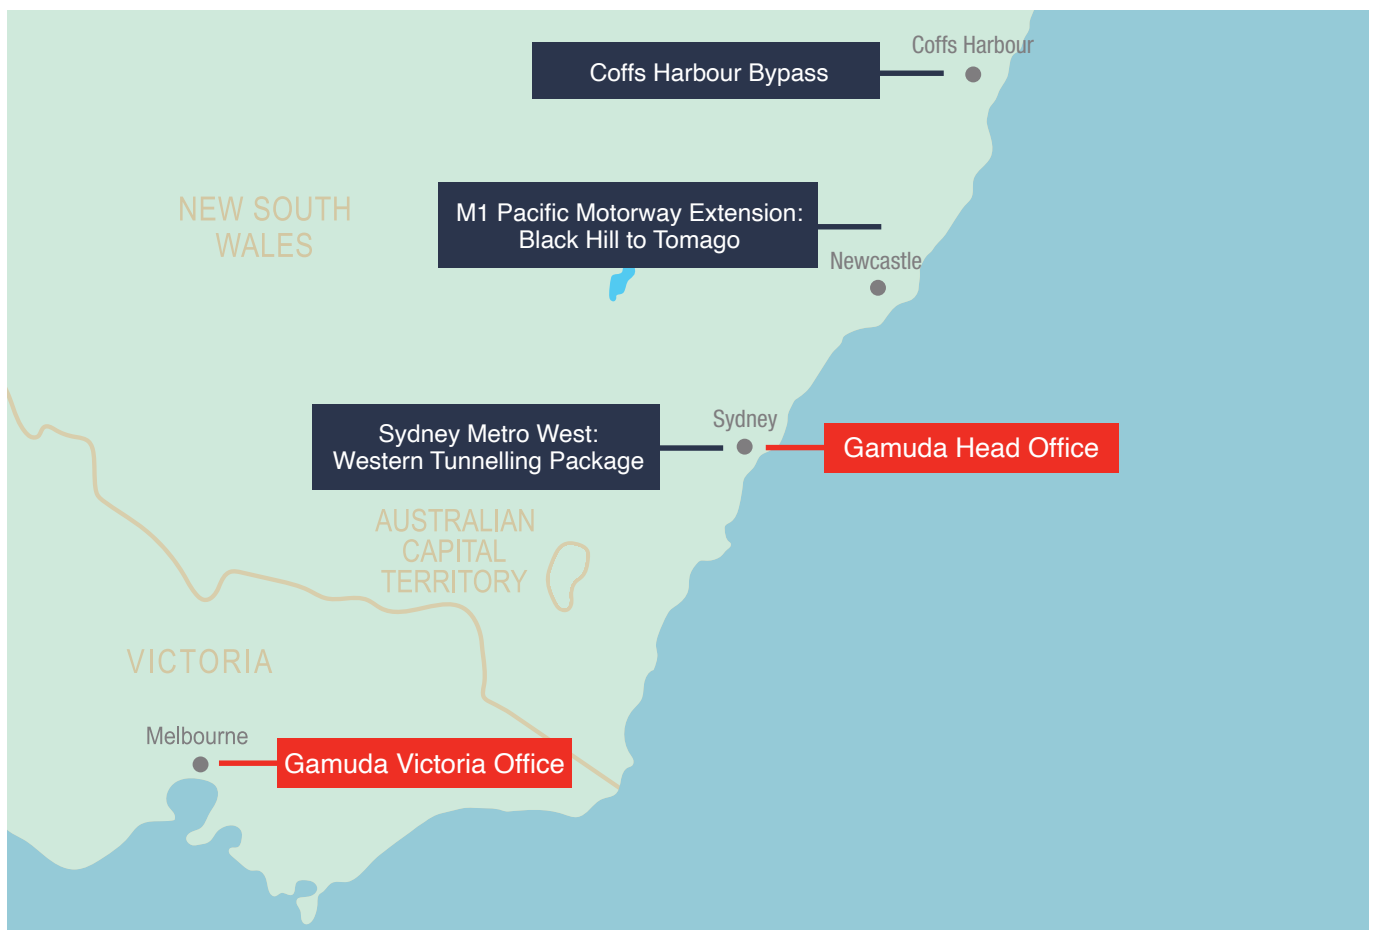 Coffs Harbour
Coffs Harbour Bypass
NEW SOUTH
WALES
M1 Pacific Motorway Extension:
Black Hill to Tomago
Newcastle
Sydney
Sydney Metro West:
Western Tunnelling Package
Gamuda Head Office
AUSTRALIAN
CAPITAL
TERRITORY
VICTORIA
Melbourne
Gamuda Victoria Office